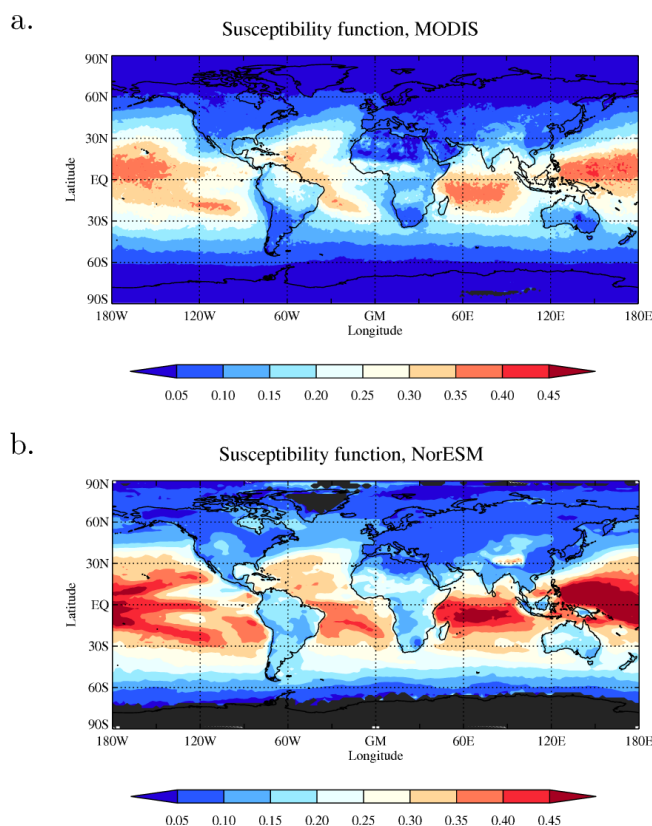 a.
Susceptibility function, MODIS
90N
60N
30N
EQ
30S
60S
90S
Latitude
180W 120W 60W GM 60E 120E 180E
Longitude
0.05 0.10 0.15 0.20 0.25 0.30 0.35 0.40 0.45
b.
Susceptibility function, NorESM
90N
60N
30N
EQ
30S
60S
90S
Latitude
180W 120W 60W GM 60E 120E 180E
Longitude
0.05 0.10 0.15 0.20 0.25 0.30 0.35 0.40 0.45